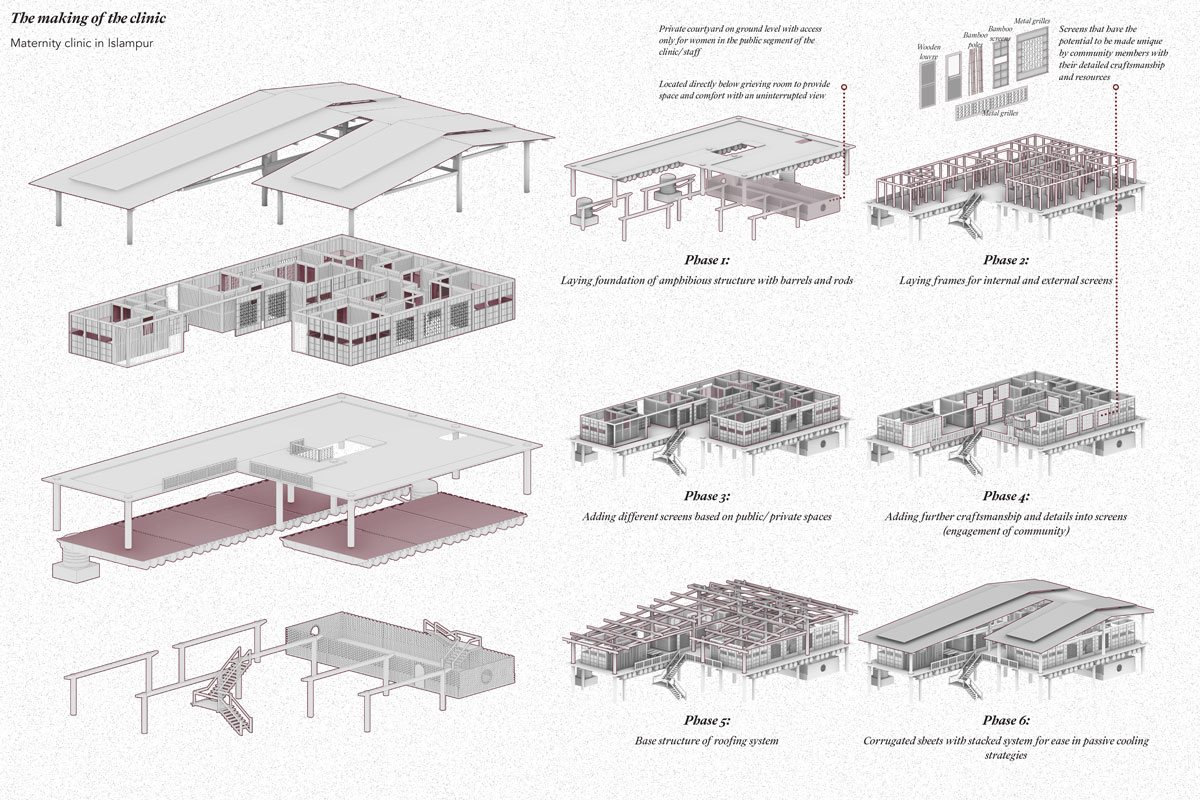 The making of the clinic
Maternity clinic in Islampur
Private courtyard on ground level with access
only for women in the public segment of the
clinic/ staff
Located directly below grieving room to provide
space and comfort with an uninterrupted view
Wooden
louvre
Bamboo
poles
Bamboo
screens
Metal grilles
Metal grilles
Screens that have the
potential to be made unique
by community members with
their detailed craftsmanship
and resources
Phase 1:
Laying foundation of amphibious structure with barrels and rods
Phase 2:
Laying frames for internal and external screens
Phase 3:
Adding different screens based on public/ private spaces
Phase 4:
Adding further craftsmanship and details into screens
(engagement of community)
Phase 5:
Base structure of roofing system
Phase 6:
Corrugated sheets with stacked system for ease in passive cooling
strategies